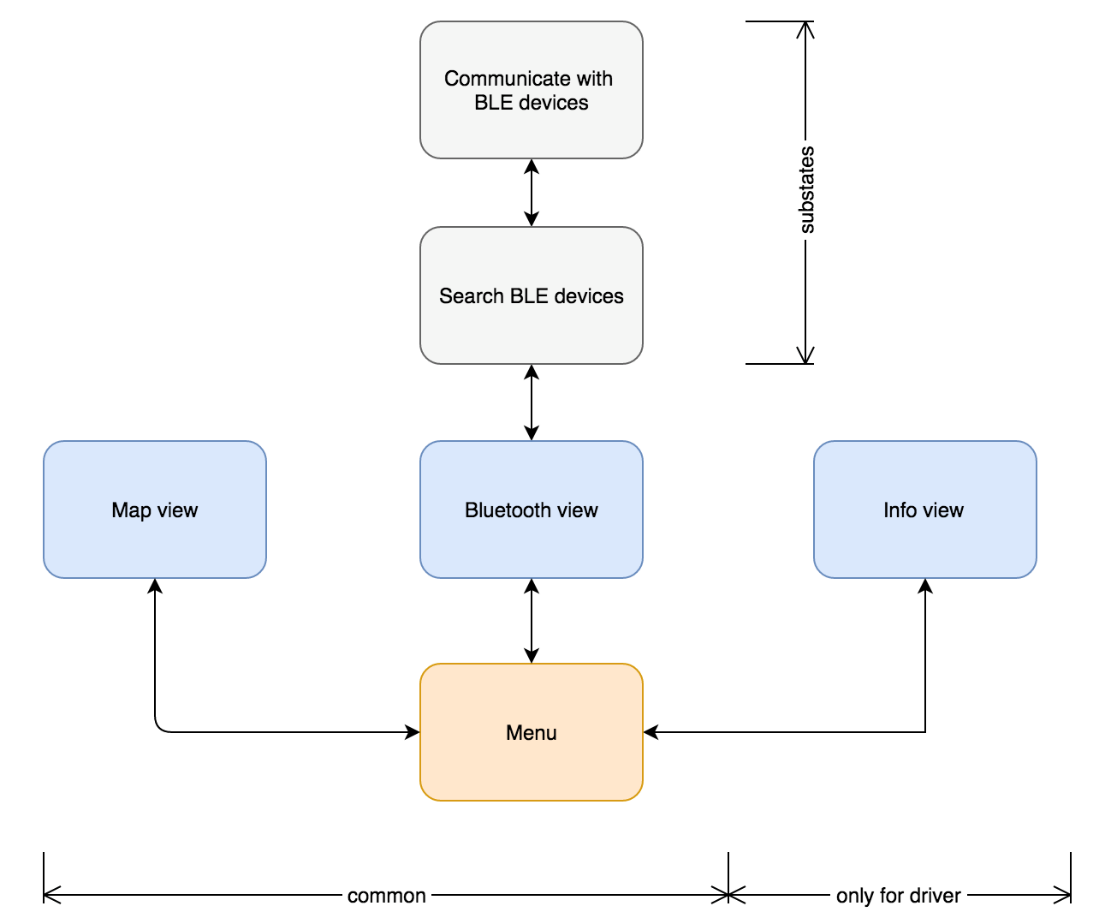 Communicate with
BLE devices
substates
Search BLE devices
Map view
Bluetooth view
Info view
Menu
common
only for driver